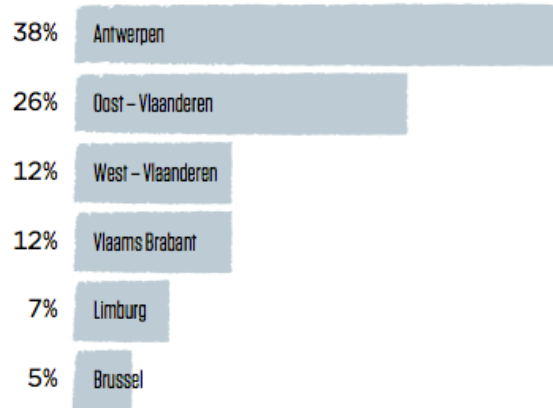 38% Antwerpen
26% Oost – Vlaanderen
12% West – Vlaanderen
12% Vlaams Brabant
7% Limburg
5% Brussel